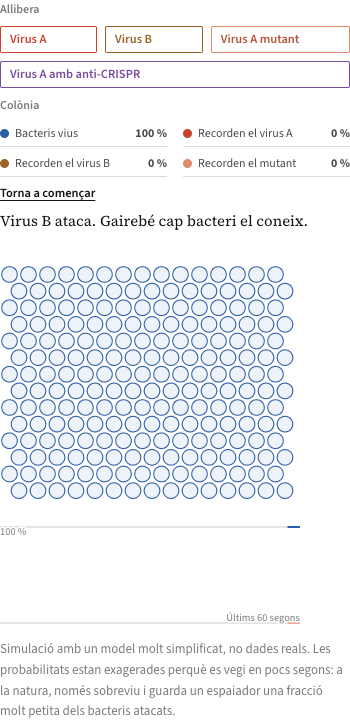 Allibera
Virus A
Virus B
Virus A mutant
Virus A amb anti-CRISPR
Colònia
Bacteris vius 100 %
Recorden el virus A 0 %
Recorden el virus B 0 %
Recorden el mutant 0 %
Torna a començar
Virus B ataca. Gairebé cap bacteri el coneix.
100 %
Últims 60 segons
Simulació amb un model molt simplificat, no dades reals. Les
probabilitats estan exagerades perquè es vegi en pocs segons: a
la natura, només sobreviu i guarda un espaiador una fracció
molt petita dels bacteris atacats.